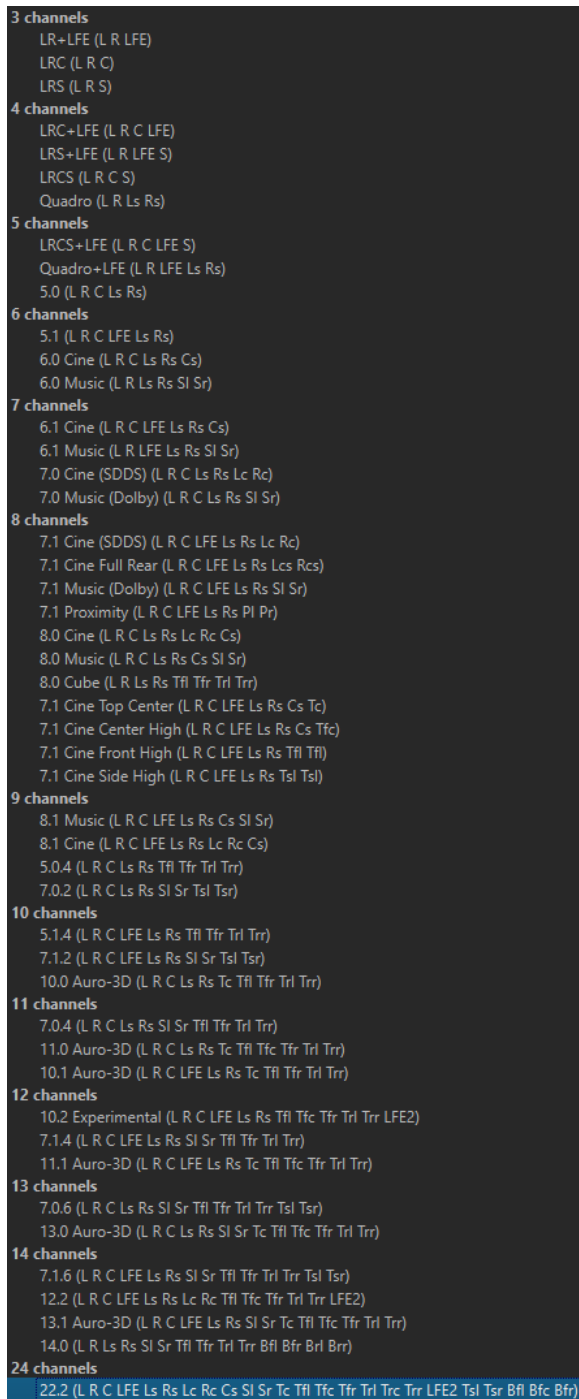 3 channels
LR+LFE (L R LFE)
LRC (L R C)
LRS (L R S)
4 channels
LRC+LFE (L R C LFE)
LRS+LFE (L R LFE S)
LRCS (L R C S)
Quadro (L R Ls Rs)
5 channels
LRCS+LFE (L R C LFE S)
Quadro+LFE (L R LFE Ls Rs)
5.0 (L R C Ls Rs)
6 channels
5.1 (L R C LFE Ls Rs)
6.0 Cine (L R C Ls Rs Cs)
6.0 Music (L R Ls Rs Sl Sr)
7 channels
6.1 Cine (L R C LFE Ls Rs Cs)
6.1 Music (L R LFE Ls Rs Sl Sr)
7.0 Cine (SDDS) (L R C Ls Rs Lc Rc)
7.0 Music (Dolby) (L R C Ls Rs Sl Sr)
8 channels
7.1 Cine (SDDS) (L R C LFE Ls Rs Lc Rc)
7.1 Cine Full Rear (L R C LFE Ls Rs Lcs Rcs)
7.1 Music (Dolby) (L R C LFE Ls Rs Sl Sr)
7.1 Proximity (L R C LFE Ls Rs Pl Pr)
8.0 Cine (L R C Ls Rs Lc Rc Cs)
8.0 Music (L R C Ls Rs Cs Sl Sr)
8.0 Cube (L R Ls Rs Tfl Tfr Trl Trr)
7.1 Cine Top Center (L R C LFE Ls Rs Cs Tc)
7.1 Cine Center High (L R C LFE Ls Rs Cs Tfc)
7.1 Cine Front High (L R C LFE Ls Rs Tfl Tfl)
7.1 Cine Side High (L R C LFE Ls Rs Tsl Tsl)
9 channels
8.1 Music (L R C LFE Ls Rs Cs Sl Sr)
8.1 Cine (L R C LFE Ls Rs Lc Rc Cs)
5.0.4 (L R C Ls Rs Tfl Tfr Trl Trr)
7.0.2 (L R C Ls Rs Sl Sr Tsl Tsr)
10 channels
5.1.4 (L R C LFE Ls Rs Tfl Tfr Trl Trr)
7.1.2 (L R C LFE Ls Rs Sl Sr Tsl Tsr)
10.0 Auro-3D (L R C Ls Rs Tc Tfl Tfr Trl Trr)
11 channels
7.0.4 (L R C Ls Rs Sl Sr Tfl Tfr Trl Trr)
11.0 Auro-3D (L R C Ls Rs Tc Tfl Tfc Tfr Trl Trr)
10.1 Auro-3D (L R C LFE Ls Rs Tc Tfl Tfr Trl Trr)
12 channels
10.2 Experimental (L R C LFE Ls Rs Tfl Tfc Tfr Trl Trr LFE2)
7.1.4 (L R C LFE Ls Rs Sl Sr Tfl Tfr Trl Trr)
11.1 Auro-3D (L R C LFE Ls Rs Tc Tfl Tfc Tfr Trl Trr)
13 channels
7.0.6 (L R C Ls Rs Sl Sr Tfl Tfr Trl Trr Tsl Tsr)
13.0 Auro-3D (L R C Ls Rs Sl Sr Tc Tfl Tfc Tfr Trl Trr)
14 channels
7.1.6 (L R C LFE Ls Rs Sl Sr Tfl Tfr Trl Trr Tsl Tsr)
12.2 (L R C LFE Ls Rs Lc Rc Tfl Tfc Tfr Trl Trr LFE2)
13.1 Auro-3D (L R C LFE Ls Rs Sl Sr Tc Tfl Tfc Tfr Trl Trr)
14.0 (L R Ls Rs Sl Sr Tfl Tfr Trl Trr Bfl Bfr Brl Brr)
24 channels
22.2 (L R C LFE Ls Rs Lc Rc Cs Sl Sr Tc Tfl Tfc Tfr Trl Trc Trr LFE2 Tsl Tsr Bfl Bfc Bfr)